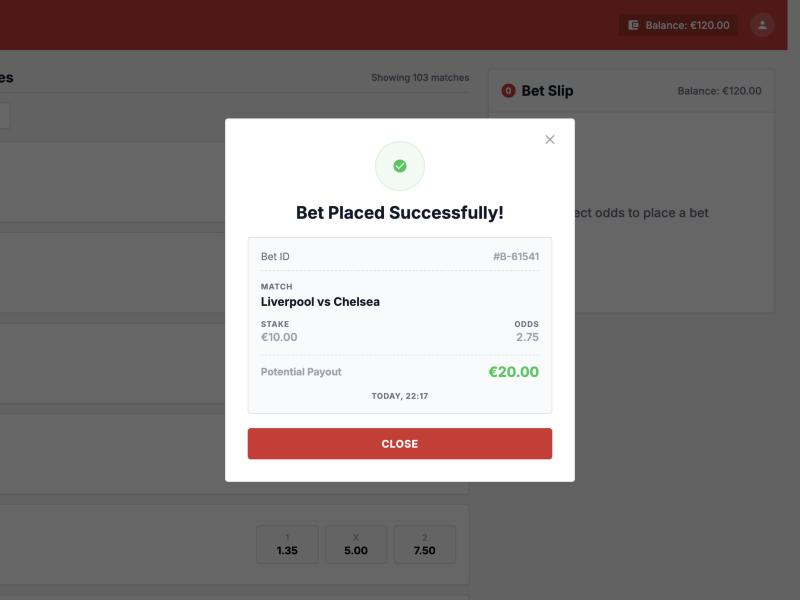 Balance: €120.00
es
Showing 103 matches
0 Bet Slip
Balance: €120.00
ect odds to place a bet
Bet Placed Successfully!
Bet ID #B-61541
MATCH
Liverpool vs Chelsea
STAKE ODDS
€10.00 2.75
Potential Payout €20.00
TODAY, 22:17
CLOSE
1 X 2
1.35 5.00 7.50